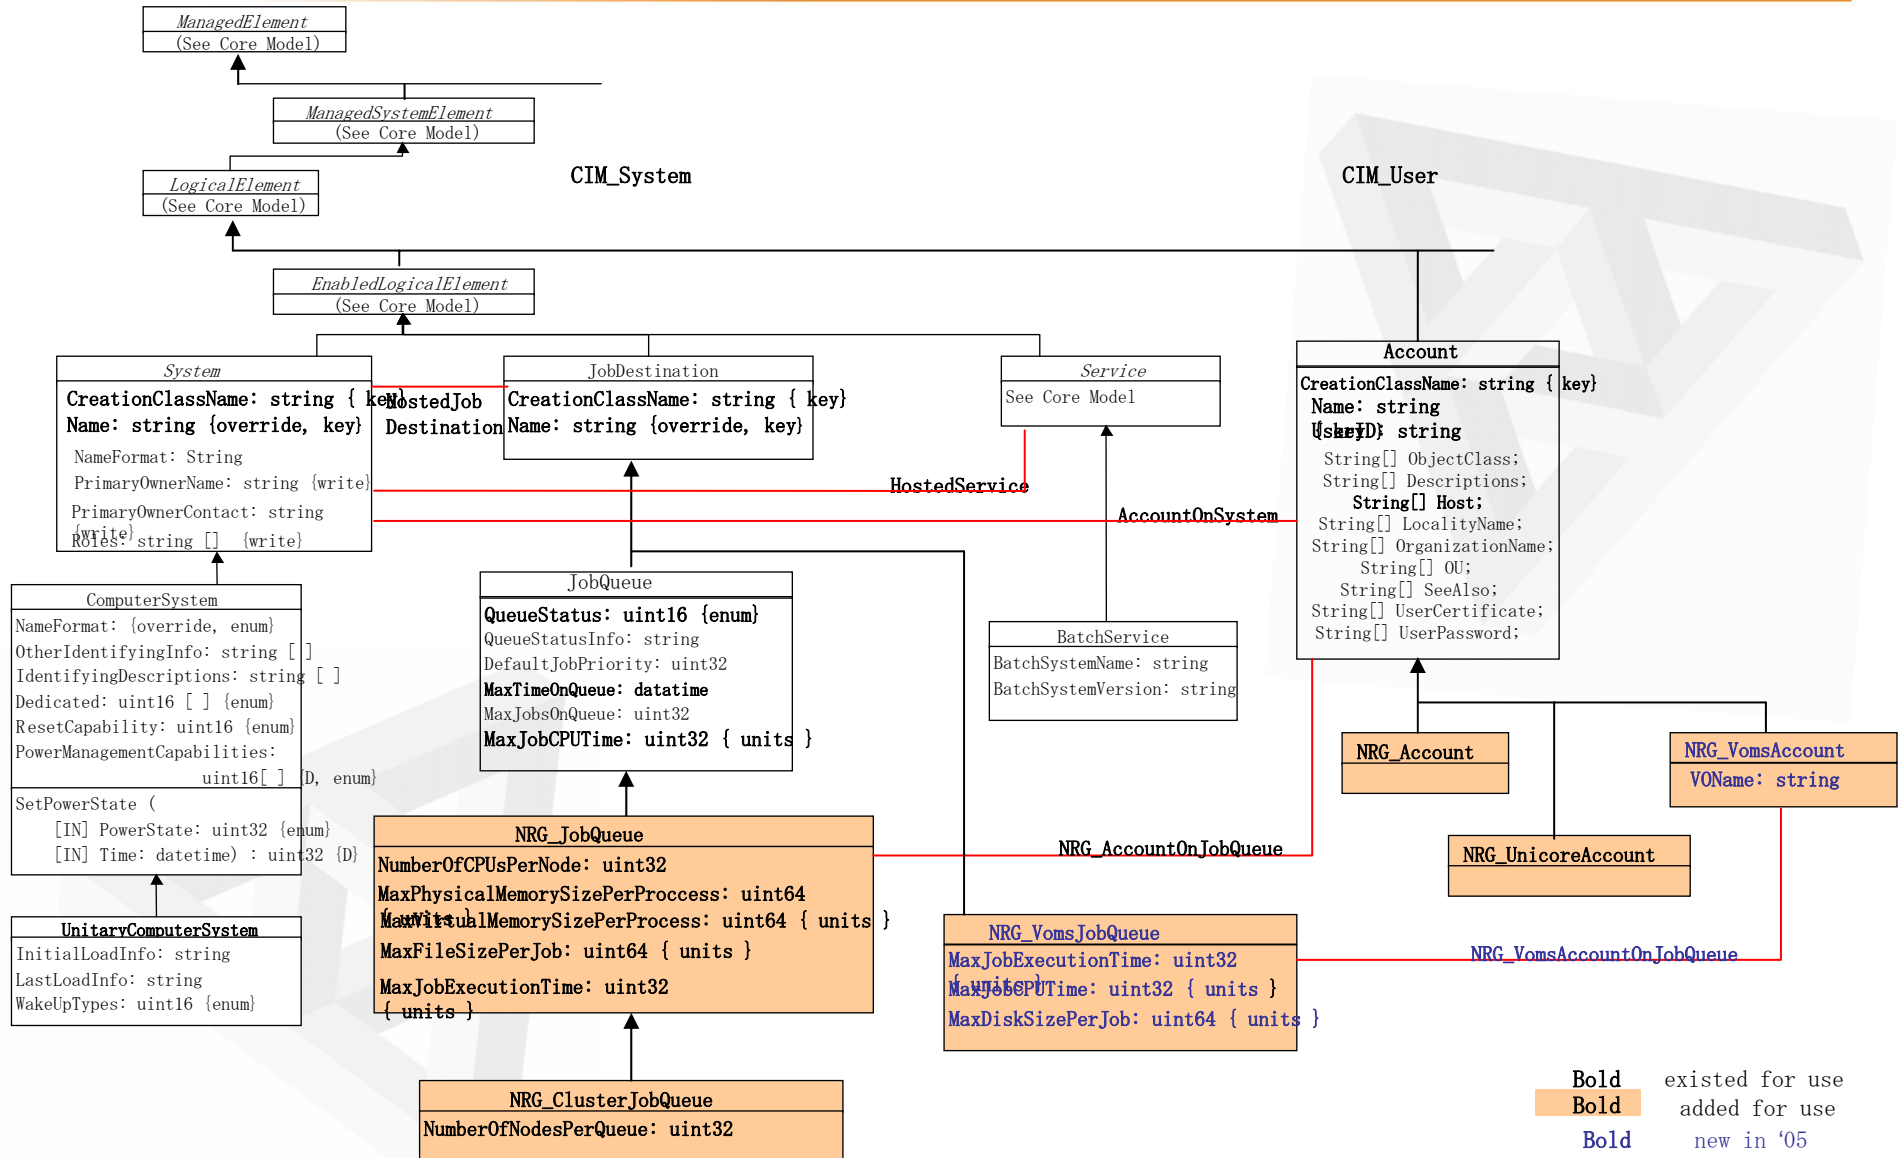 ManagedElement
(See Core Model)
ManagedSystemElement
(See Core Model)
LogicalElement
(See Core Model)
CIM_System
CIM_User
EnabledLogicalElement
(See Core Model)
System
CreationClassName: string { key}
Name: string {override, key}
NameFormat: String
PrimaryOwnerName: string {write}
PrimaryOwnerContact: string
{write}
Roles: string [] {write}
HostedJob
Destination
JobDestination
CreationClassName: string { key}
Name: string {override, key}
Service
See Core Model
HostedService
AccountOnSystem
Account
CreationClassName: string { key}
Name: string
{ key}
UserID: string
String[] ObjectClass;
String[] Descriptions;
String[] Host;
String[] LocalityName;
String[] OrganizationName;
String[] OU;
String[] SeeAlso;
String[] UserCertificate;
String[] UserPassword;
ComputerSystem
NameFormat: {override, enum}
OtherIdentifyingInfo: string [ ]
IdentifyingDescriptions: string [ ]
Dedicated: uint16 [ ] {enum}
ResetCapability: uint16 {enum}
PowerManagementCapabilities:
uint16[ ] {D, enum}
SetPowerState (
[IN] PowerState: uint32 {enum}
[IN] Time: datetime) : uint32 {D}
JobQueue
QueueStatus: uint16 {enum}
QueueStatusInfo: string
DefaultJobPriority: uint32
MaxTimeOnQueue: datatime
MaxJobsOnQueue: uint32
MaxJobCPUTime: uint32 { units }
BatchService
BatchSystemName: string
BatchSystemVersion: string
NRG_Account
NRG_VomsAccount
VOName: string
NRG_UnicoreAccount
NRG_JobQueue
NumberOfCPUsPerNode: uint32
MaxPhysicalMemorySizePerProccess: uint64
{ units }
MaxVirtualMemorySizePerProcess: uint64 { units }
MaxFileSizePerJob: uint64 { units }
MaxJobExecutionTime: uint32
{ units }
NRG_AccountOnJobQueue
UnitaryComputerSystem
InitialLoadInfo: string
LastLoadInfo: string
WakeUpTypes: uint16 {enum}
NRG_VomsJobQueue
MaxJobExecutionTime: uint32
{ units }
MaxJobCPUTime: uint32 { units }
MaxDiskSizePerJob: uint64 { units }
NRG_VomsAccountOnJobQueue
NRG_ClusterJobQueue
NumberOfNodesPerQueue: uint32
Bold existed for use
Bold added for use
Bold new in ‘05